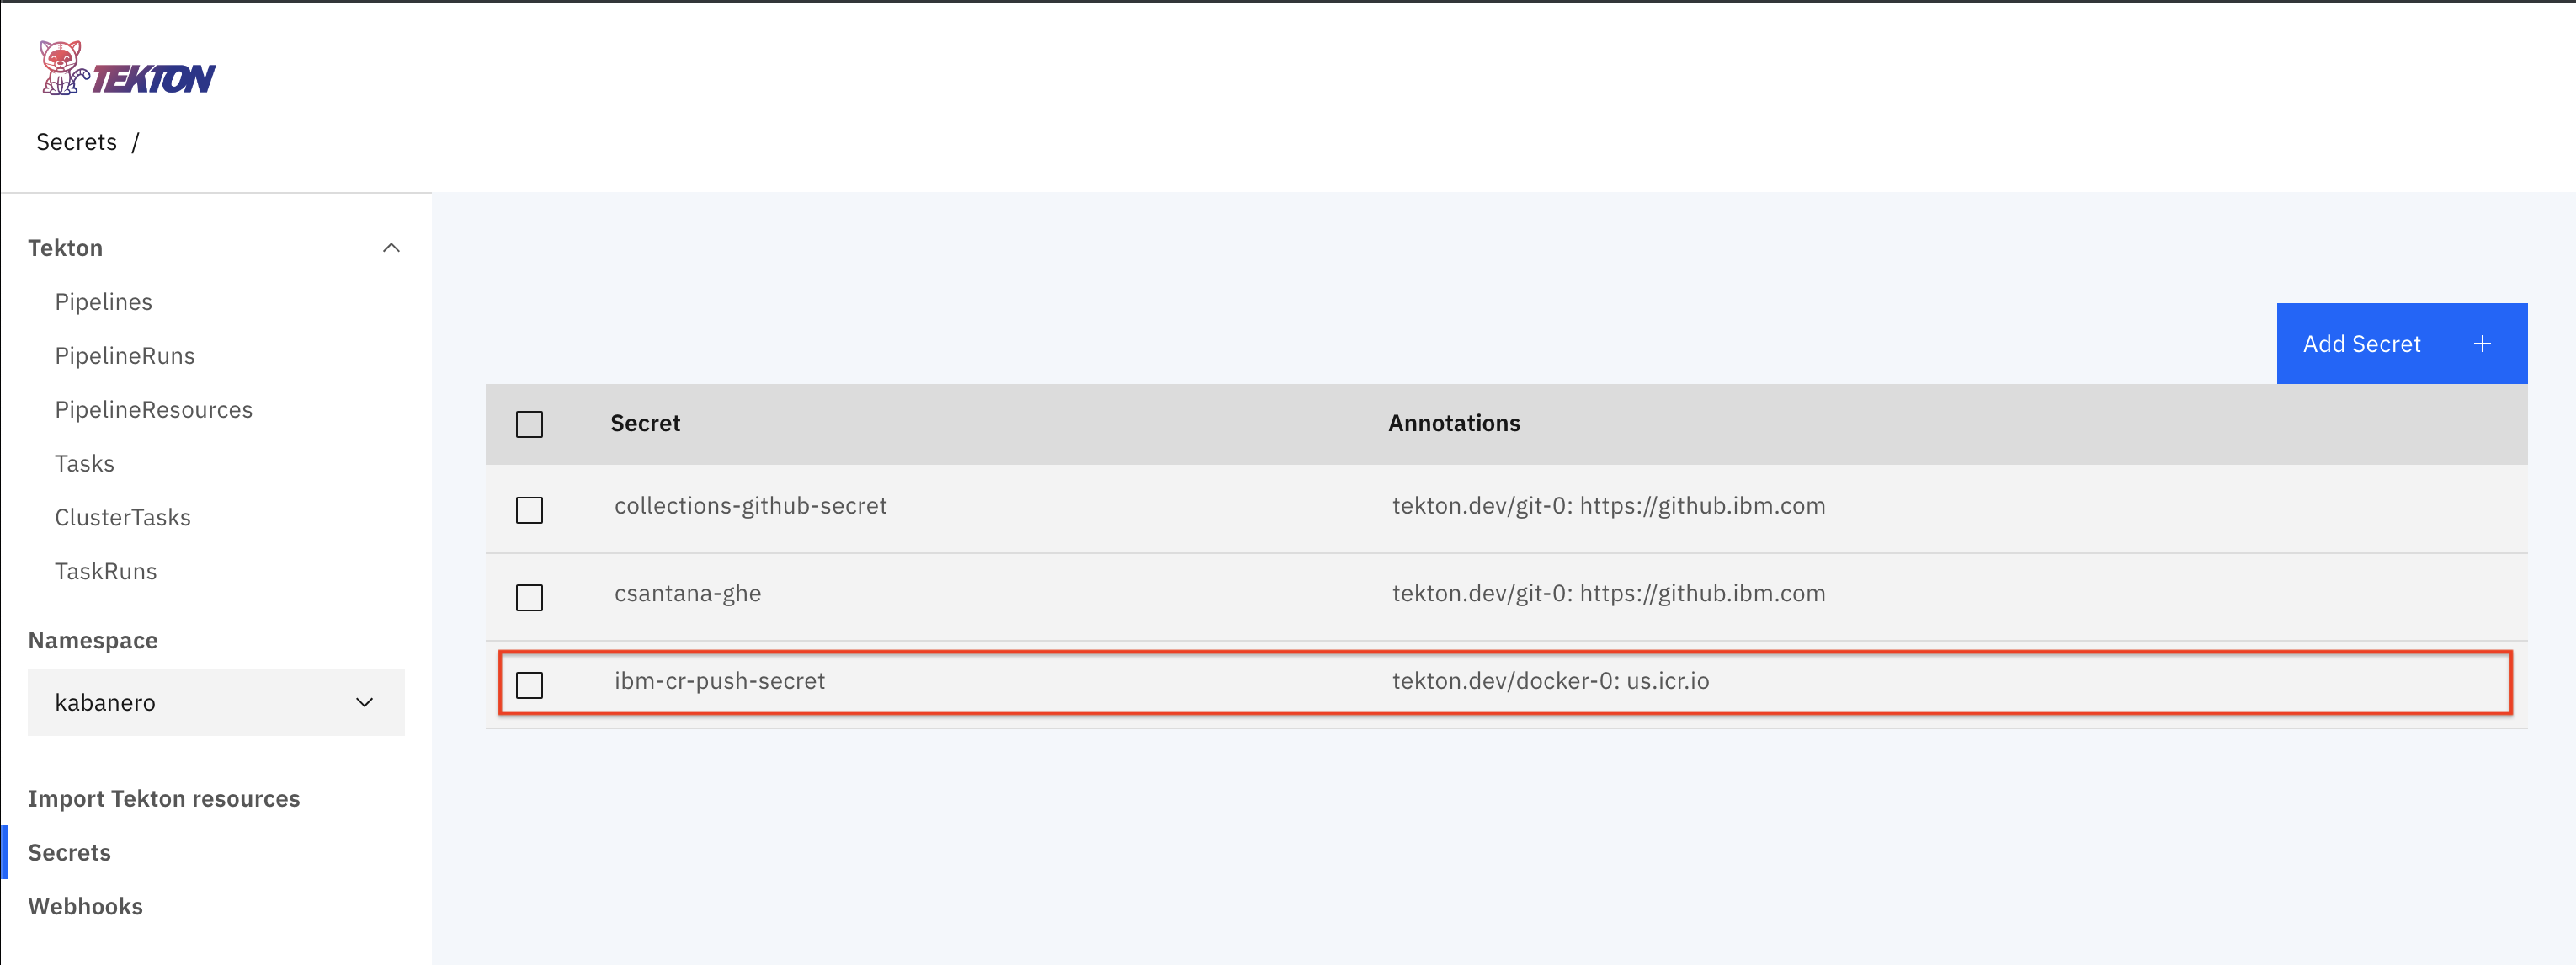 TEKTON
Secrets /
Tekton
Pipelines
PipelineRuns
PipelineResources
Tasks
ClusterTasks
TaskRuns
Namespace
kabanero
Import Tekton resources
Secrets
Webhooks
Add Secret +
Secret Annotations
collections-github-secret tekton.dev/git-0: https://github.ibm.com
csantana-ghe tekton.dev/git-0: https://github.ibm.com
ibm-cr-push-secret tekton.dev/docker-0: us.icr.io